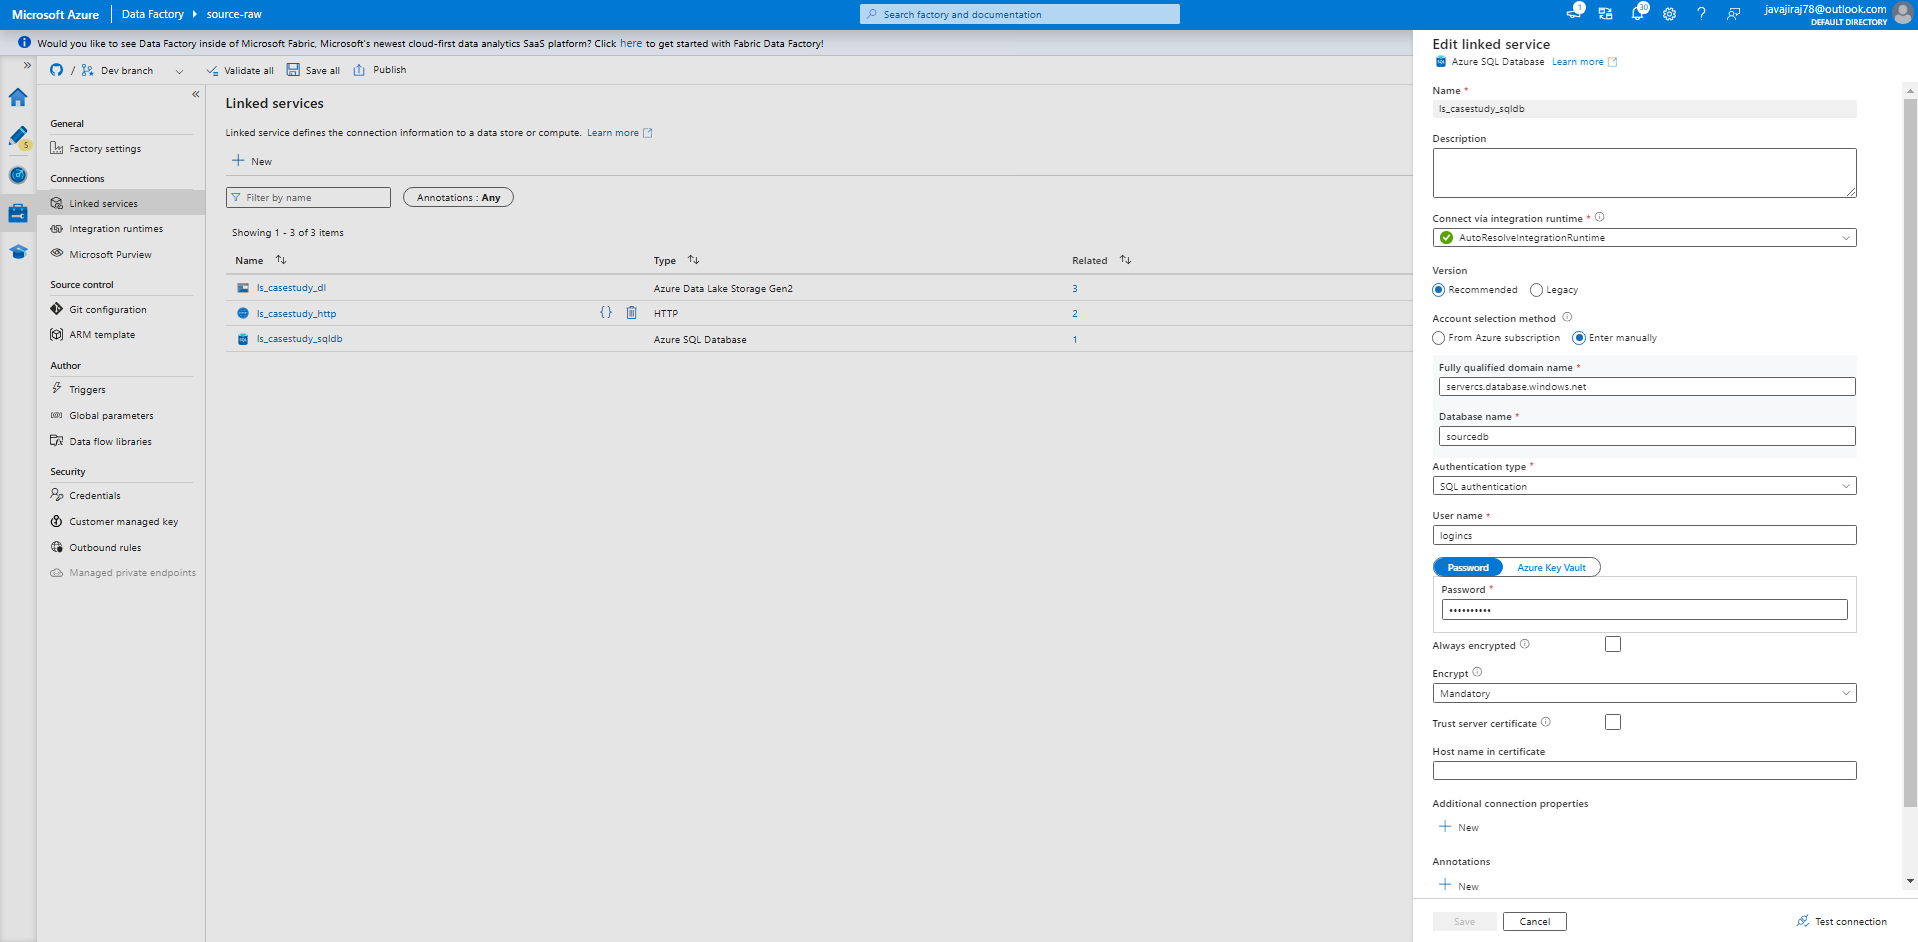 Microsoft Azure
Data Factory
source-raw
Search factory and documentation
1
30
javajiraj78@outlook.com
DEFAULT DIRECTORY
Would you like to see Data Factory inside of Microsoft Fabric, Microsoft's newest cloud-first data analytics SaaS platform? Click here to get started with Fabric Data Factory!
/ Dev branch
Validate all
Save all
Publish
5
General
Factory settings
Connections
Linked services
Integration runtimes
Microsoft Purview
Source control
Git configuration
ARM template
Author
Triggers
Global parameters
Data flow libraries
Security
Credentials
Customer managed key
Outbound rules
Managed private endpoints
Linked services
Linked service defines the connection information to a data store or compute. Learn more
New
Filter by name
Annotations : Any
Showing 1 - 3 of 3 items
Name Type Related
ls_casestudy_dl Azure Data Lake Storage Gen2 3
ls_casestudy_http {} HTTP 2
ls_casestudy_sqldb Azure SQL Database 1
Edit linked service
Azure SQL Database Learn more
Name *
ls_casestudy_sqldb
Description
Connect via integration runtime *
AutoResolveIntegrationRuntime
Version
Recommended Legacy
Account selection method
From Azure subscription Enter manually
Fully qualified domain name *
servercs.database.windows.net
Database name *
sourcedb
Authentication type *
SQL authentication
User name *
logincs
Password Azure Key Vault
Password *
••••••••••
Always encrypted
Encrypt
Mandatory
Trust server certificate
Host name in certificate
Additional connection properties
New
Annotations
New
Save Cancel Test connection